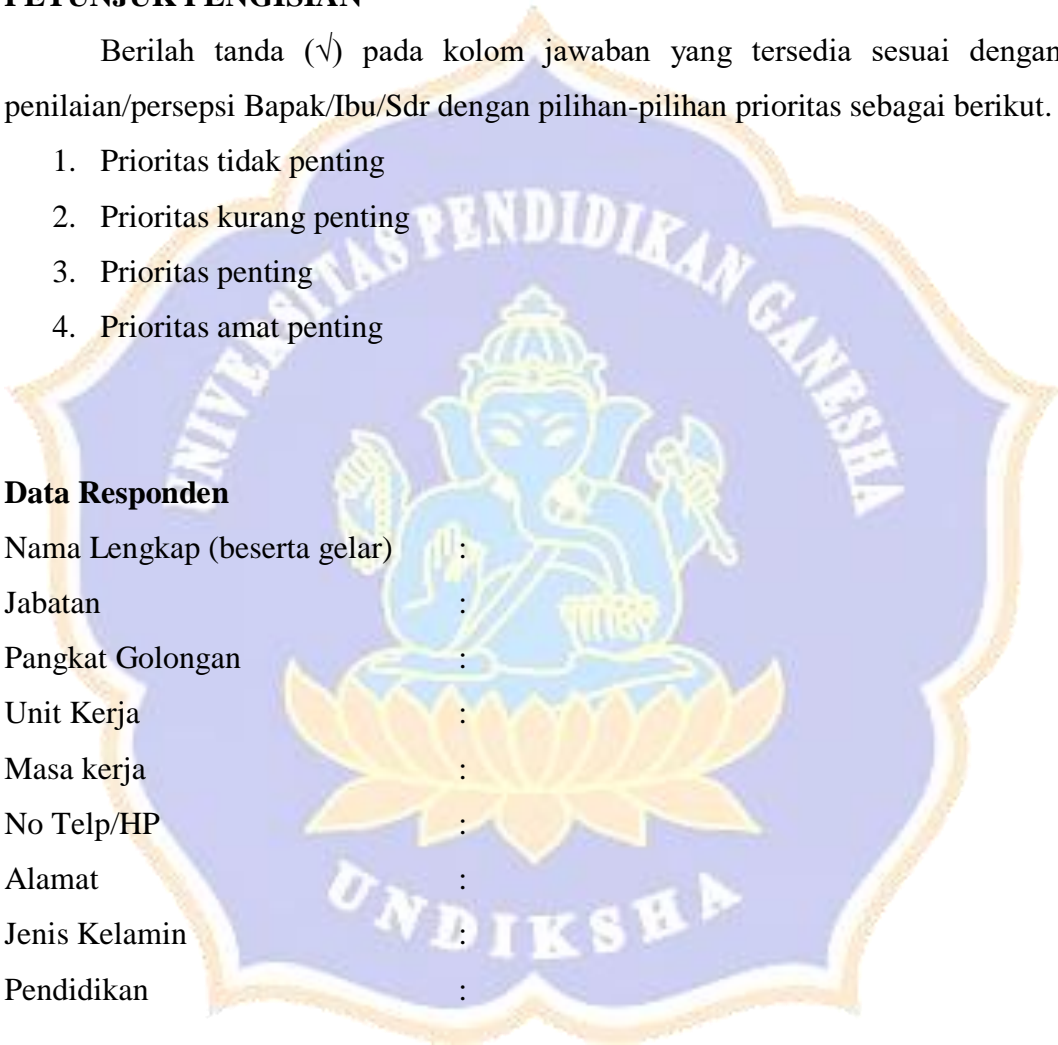 PETUNJUK PENGISIAN
Berilah tanda (√) pada kolom jawaban yang tersedia sesuai dengan
penilaian/persepsi Bapak/Ibu/Sdr dengan pilihan-pilihan prioritas sebagai berikut.
1. Prioritas tidak penting
2. Prioritas kurang penting
3. Prioritas penting
4. Prioritas amat penting
UNIVERSITAS PENDIDIKAN GANESHA
Data Responden
Nama Lengkap (beserta gelar) :
Jabatan :
Pangkat Golongan :
Unit Kerja :
Masa kerja :
No Telp/HP :
Alamat :
Jenis Kelamin :
Pendidikan :
UNDIKSHA